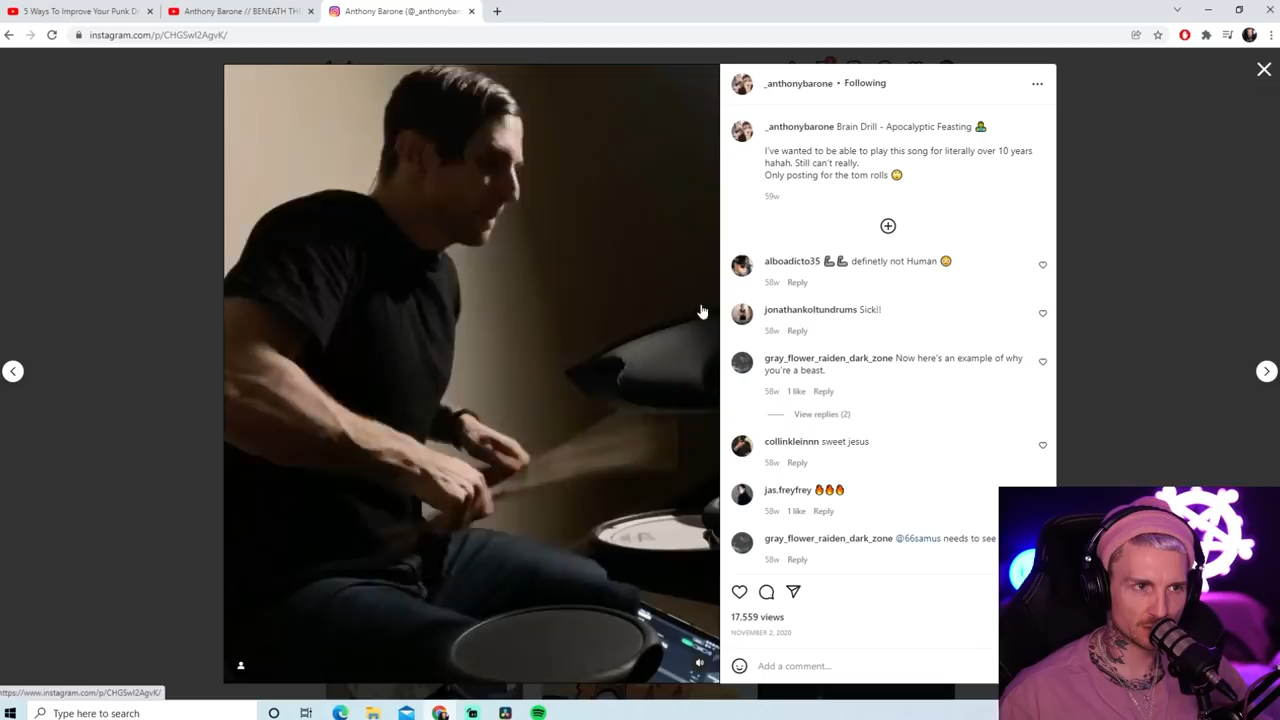 5 Ways To Improve Your Punk D
Anthony Barone // BENEATH THE
Anthony Barone (@_anthonybar
instagram.com/p/CHGSwI2AgvK/
_anthonybarone • Following
_anthonybarone Brain Drill - Apocalyptic Feasting 🧟‍♂️
I've wanted to be able to play this song for literally over 10 years
hahah. Still can't really.
Only posting for the tom rolls 🙄
59w
alboadicto35 🦾🦾 definetly not Human 😳
58w Reply
jonathankoltundrums Sick!!
58w Reply
gray_flower_raiden_dark_zone Now here's an example of why
you're a beast.
58w 1 like Reply
View replies (2)
collinkleinnn sweet jesus
58w Reply
jas.freyfrey 🔥🔥🔥
58w 1 like Reply
gray_flower_raiden_dark_zone @66samus needs to see
58w Reply
17,559 views
NOVEMBER 2, 2020
Add a comment...
https://www.instagram.com/p/CHGSwI2AgvK/
Type here to search